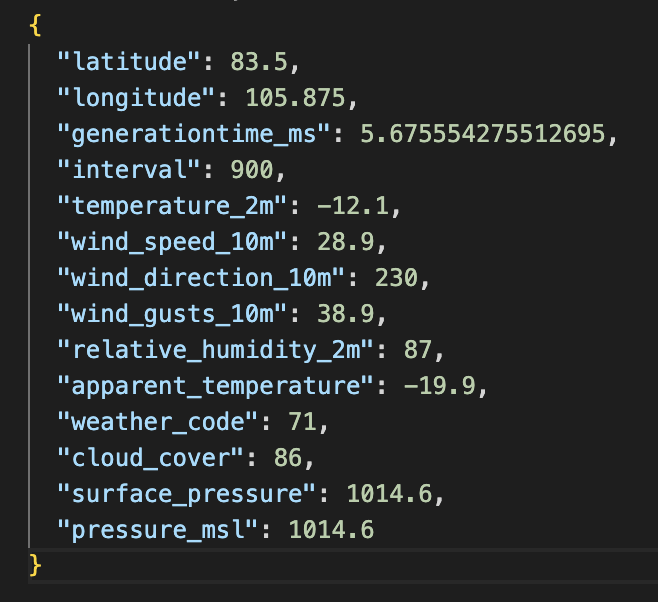 {
"latitude": 83.5,
"longitude": 105.875,
"generationtime_ms": 5.675554275512695,
"interval": 900,
"temperature_2m": -12.1,
"wind_speed_10m": 28.9,
"wind_direction_10m": 230,
"wind_gusts_10m": 38.9,
"relative_humidity_2m": 87,
"apparent_temperature": -19.9,
"weather_code": 71,
"cloud_cover": 86,
"surface_pressure": 1014.6,
"pressure_msl": 1014.6
}